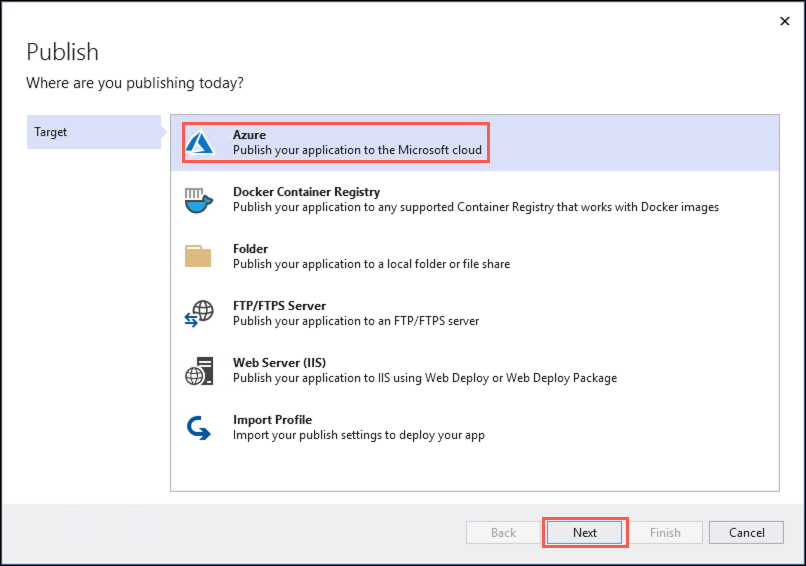 Publish
Where are you publishing today?
Target
Azure
Publish your application to the Microsoft cloud
Docker Container Registry
Publish your application to any supported Container Registry that works with Docker images
Folder
Publish your application to a local folder or file share
FTP/FTPS Server
Publish your application to an FTP/FTPS server
Web Server (IIS)
Publish your application to IIS using Web Deploy or Web Deploy Package
Import Profile
Import your publish settings to deploy your app
Back
Next
Finish
Cancel